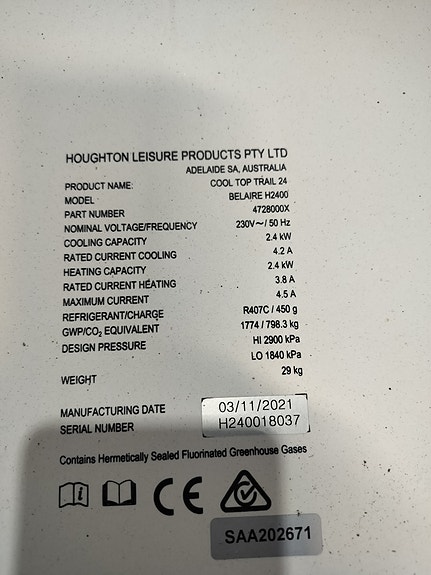 HOUGHTON LEISURE PRODUCTS PTY LTD
ADELAIDE SA, AUSTRALIA
PRODUCT NAME: COOL TOP TRAIL 24
MODEL BELAIRE H2400
PART NUMBER 4728000X
NOMINAL VOLTAGE/FREQUENCY 230V~/ 50 Hz
COOLING CAPACITY 2.4 kW
RATED CURRENT COOLING 4.2 A
HEATING CAPACITY 2.4 kW
RATED CURRENT HEATING 3.8 A
MAXIMUM CURRENT 4.5 A
REFRIGERANT/CHARGE R407C / 450 g
GWP/CO₂ EQUIVALENT 1774 / 798.3 kg
DESIGN PRESSURE HI 2900 kPa
LO 1840 kPa
WEIGHT 29 kg
MANUFACTURING DATE 03/11/2021
SERIAL NUMBER H240018037
Contains Hermetically Sealed Fluorinated Greenhouse Gases
CE
SAA202671